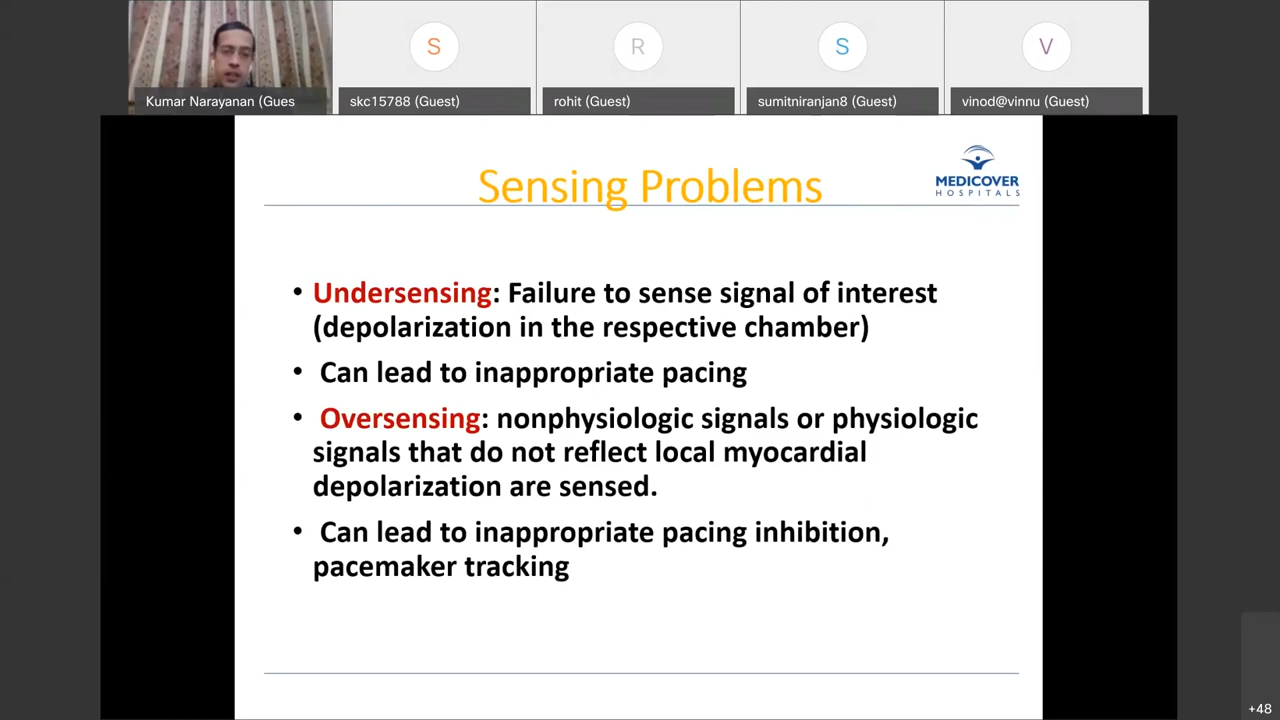 S
R
S
V
Kumar Narayanan (Gues
skc15788 (Guest)
rohit (Guest)
sumitniranjan8 (Guest)
vinod@vinnu (Guest)
Sensing Problems
MEDICOVER
HOSPITALS
• Undersensing: Failure to sense signal of interest
(depolarization in the respective chamber)
• Can lead to inappropriate pacing
• Oversensing: nonphysiologic signals or physiologic
signals that do not reflect local myocardial
depolarization are sensed.
• Can lead to inappropriate pacing inhibition,
pacemaker tracking
+48